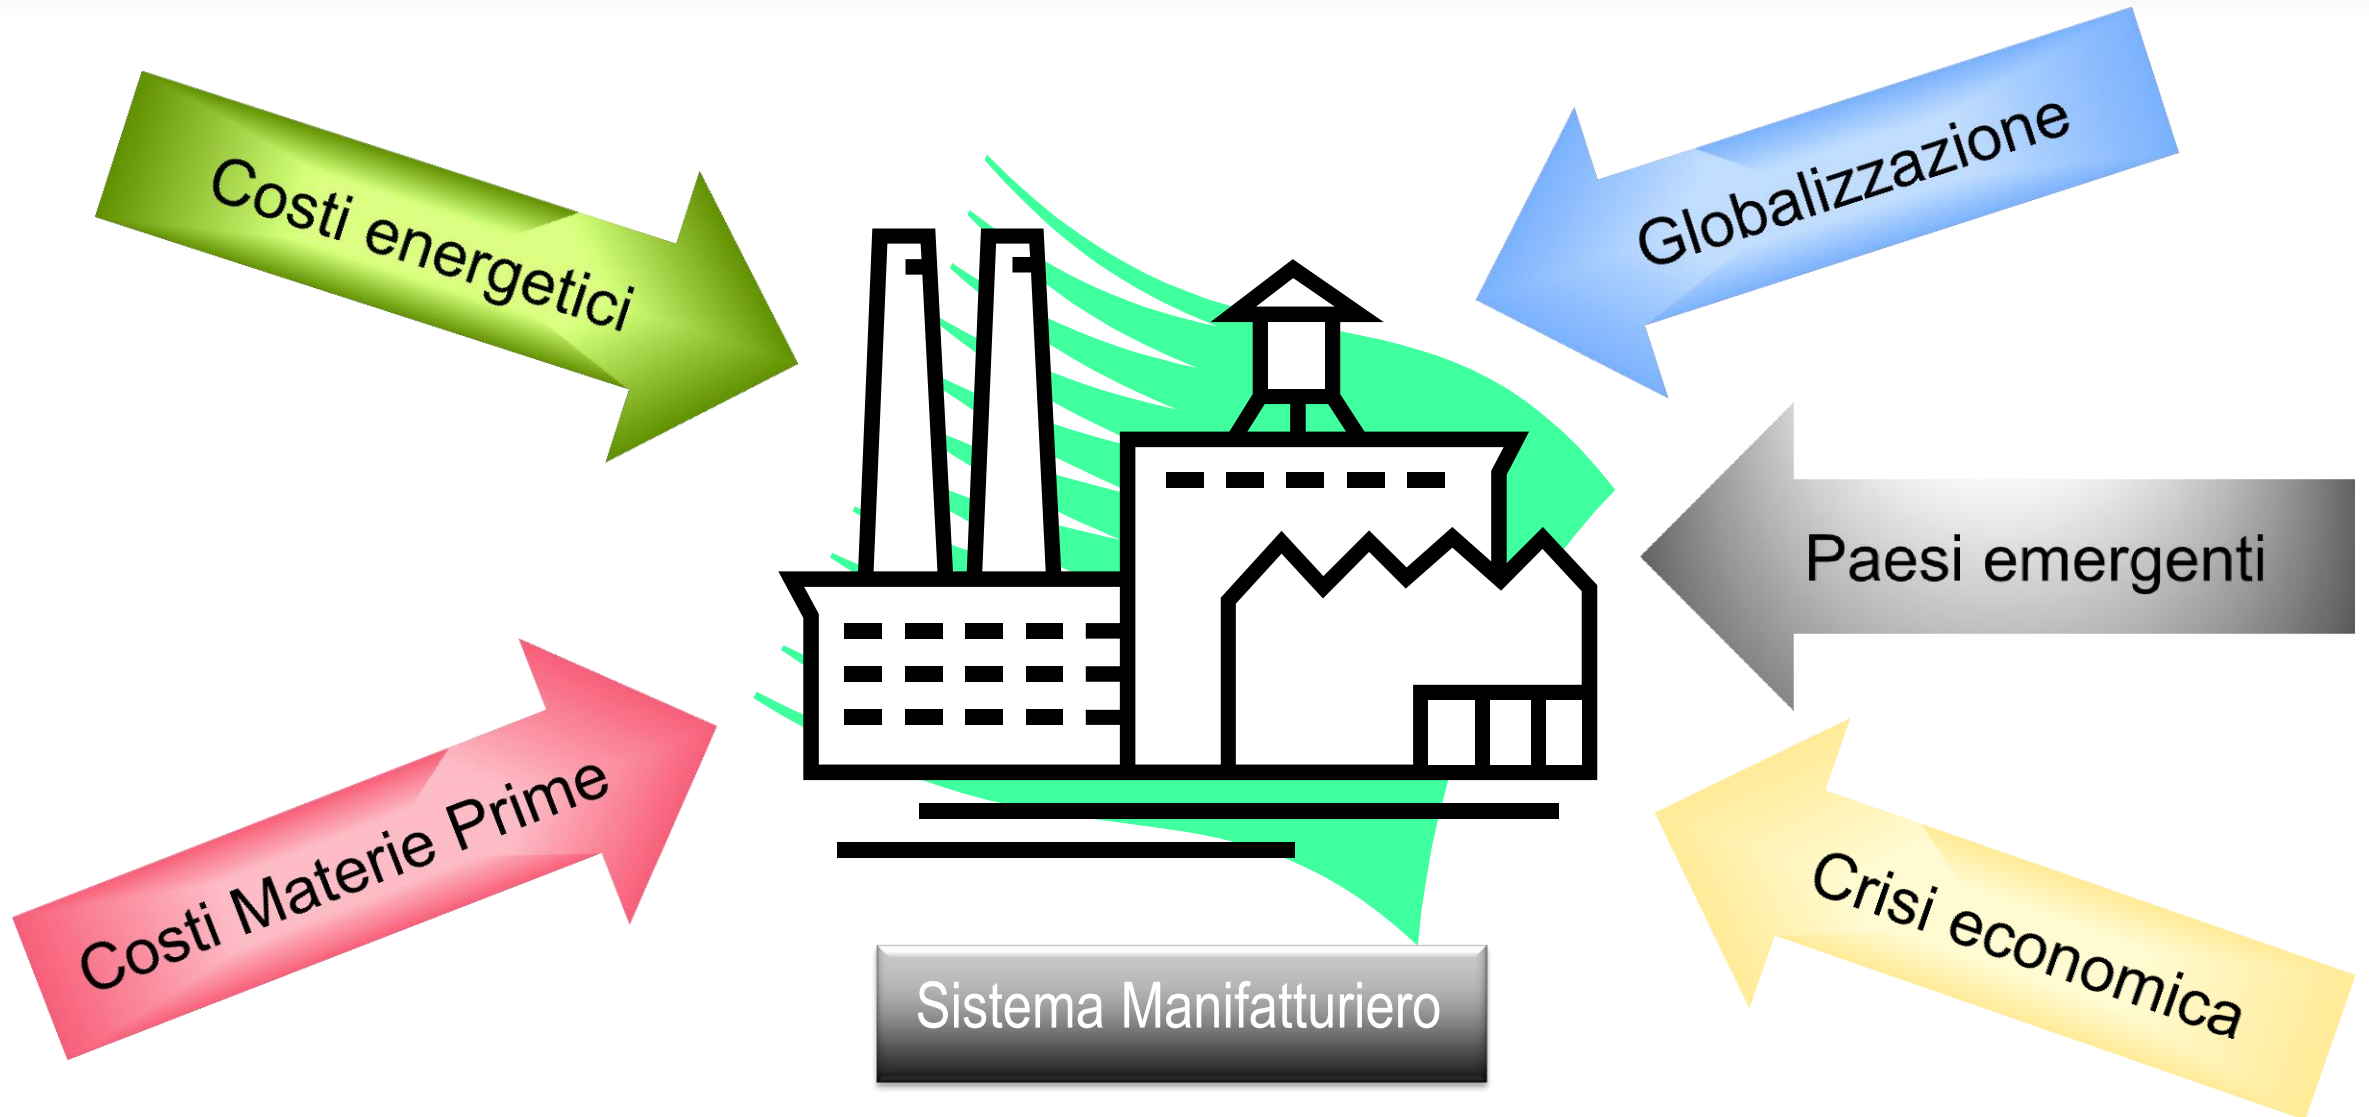 Costi energetici
Globalizzazione
Paesi emergenti
Costi Materie Prime
Crisi economica
Sistema Manifatturiero